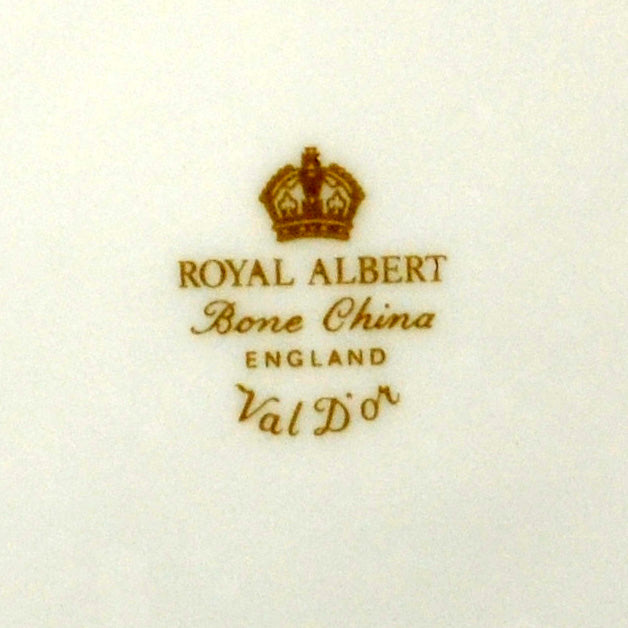 ROYAL ALBERT
Bone China
ENGLAND
Val D'or